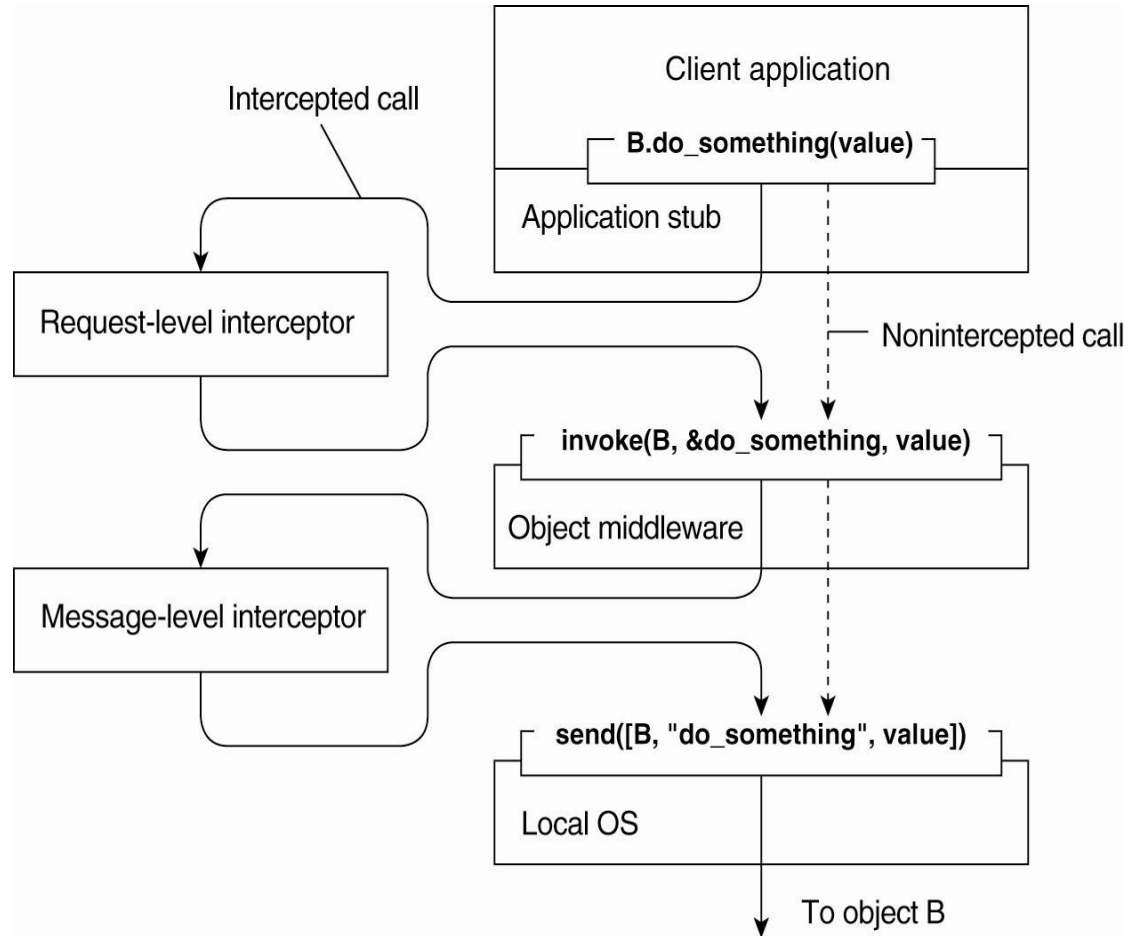 Client application
Intercepted call
B.do_something(value)
Application stub
Request-level interceptor
Nonintercepted call
invoke(B, &do_something, value)
Object middleware
Message-level interceptor
send([B, "do_something", value])
Local OS
To object B